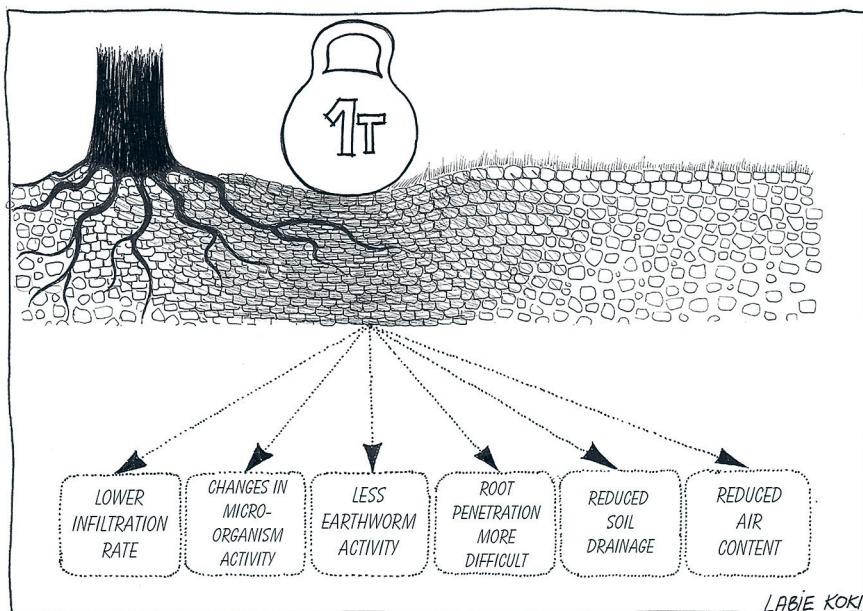 1T
LOWER
INFILTRATION
RATE
CHANGES IN
MICRO-
ORGANISM
ACTIVITY
LESS
EARTHWORM
ACTIVITY
ROOT
PENETRATION
MORE
DIFFICULT
REDUCED
SOIL
DRAINAGE
REDUCED
AIR
CONTENT
LABIE KOKI